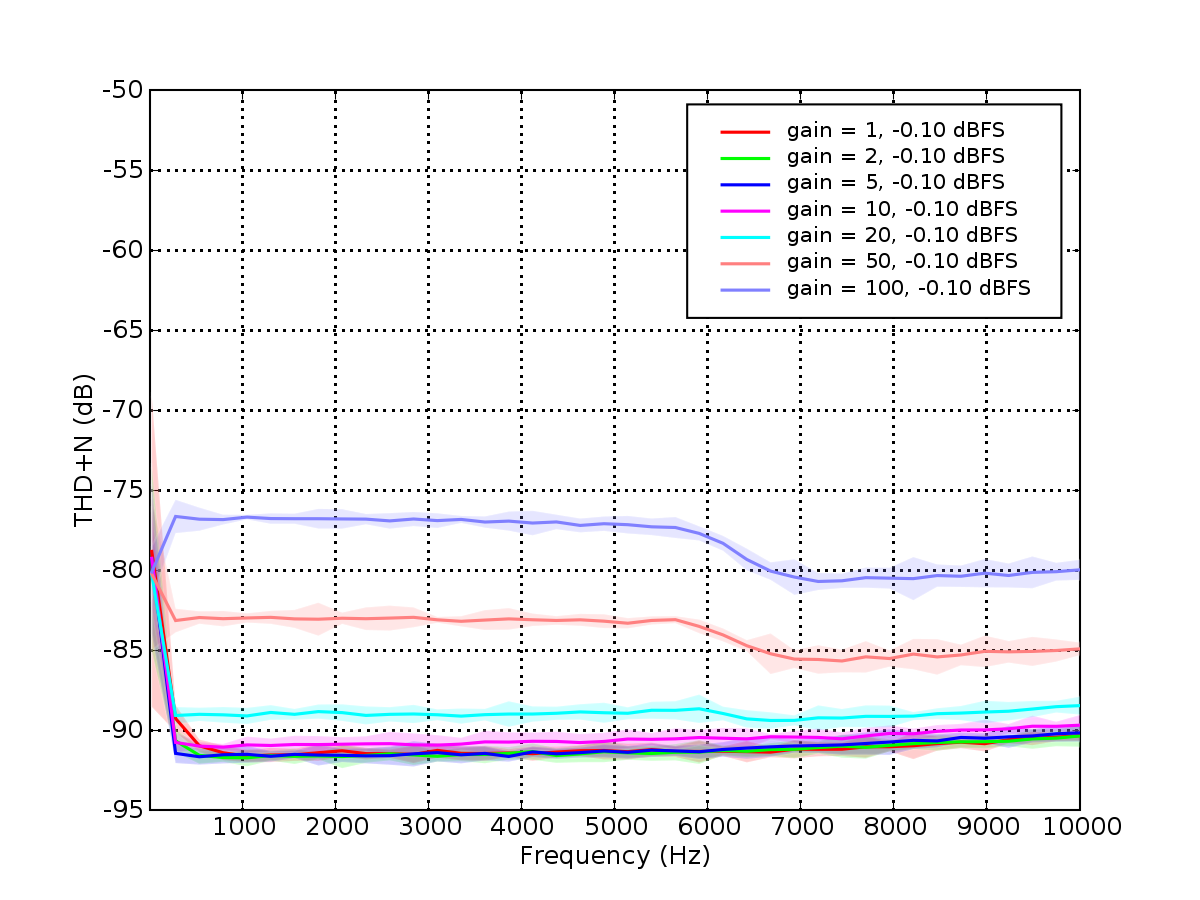 -50
-55
-60
-65
-70
-75
-80
-85
-90
-95
THD+N (dB)
gain = 1, -0.10 dBFS
gain = 2, -0.10 dBFS
gain = 5, -0.10 dBFS
gain = 10, -0.10 dBFS
gain = 20, -0.10 dBFS
gain = 50, -0.10 dBFS
gain = 100, -0.10 dBFS
1000 2000 3000 4000 5000 6000 7000 8000 9000 10000
Frequency (Hz)